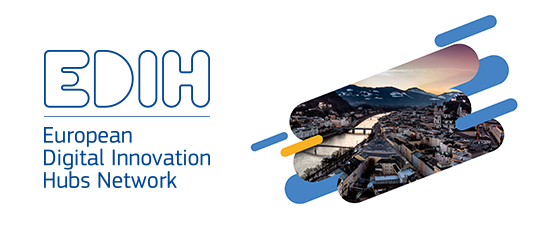 EDIH
European
Digital Innovation
Hubs Network